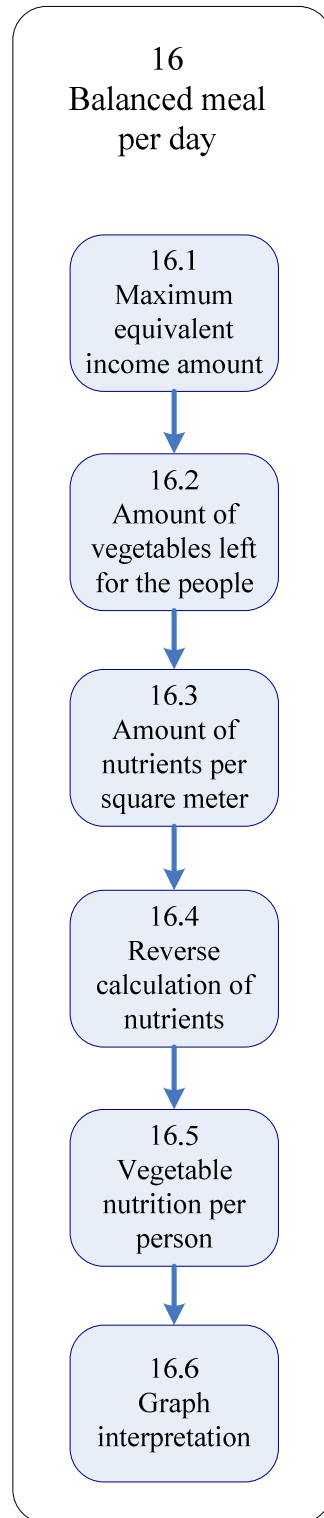 16
Balanced meal
per day
16.1
Maximum
equivalent
income amount
16.2
Amount of
vegetables left
for the people
16.3
Amount of
nutrients per
square meter
16.4
Reverse
calculation of
nutrients
16.5
Vegetable
nutrition per
person
16.6
Graph
interpretation